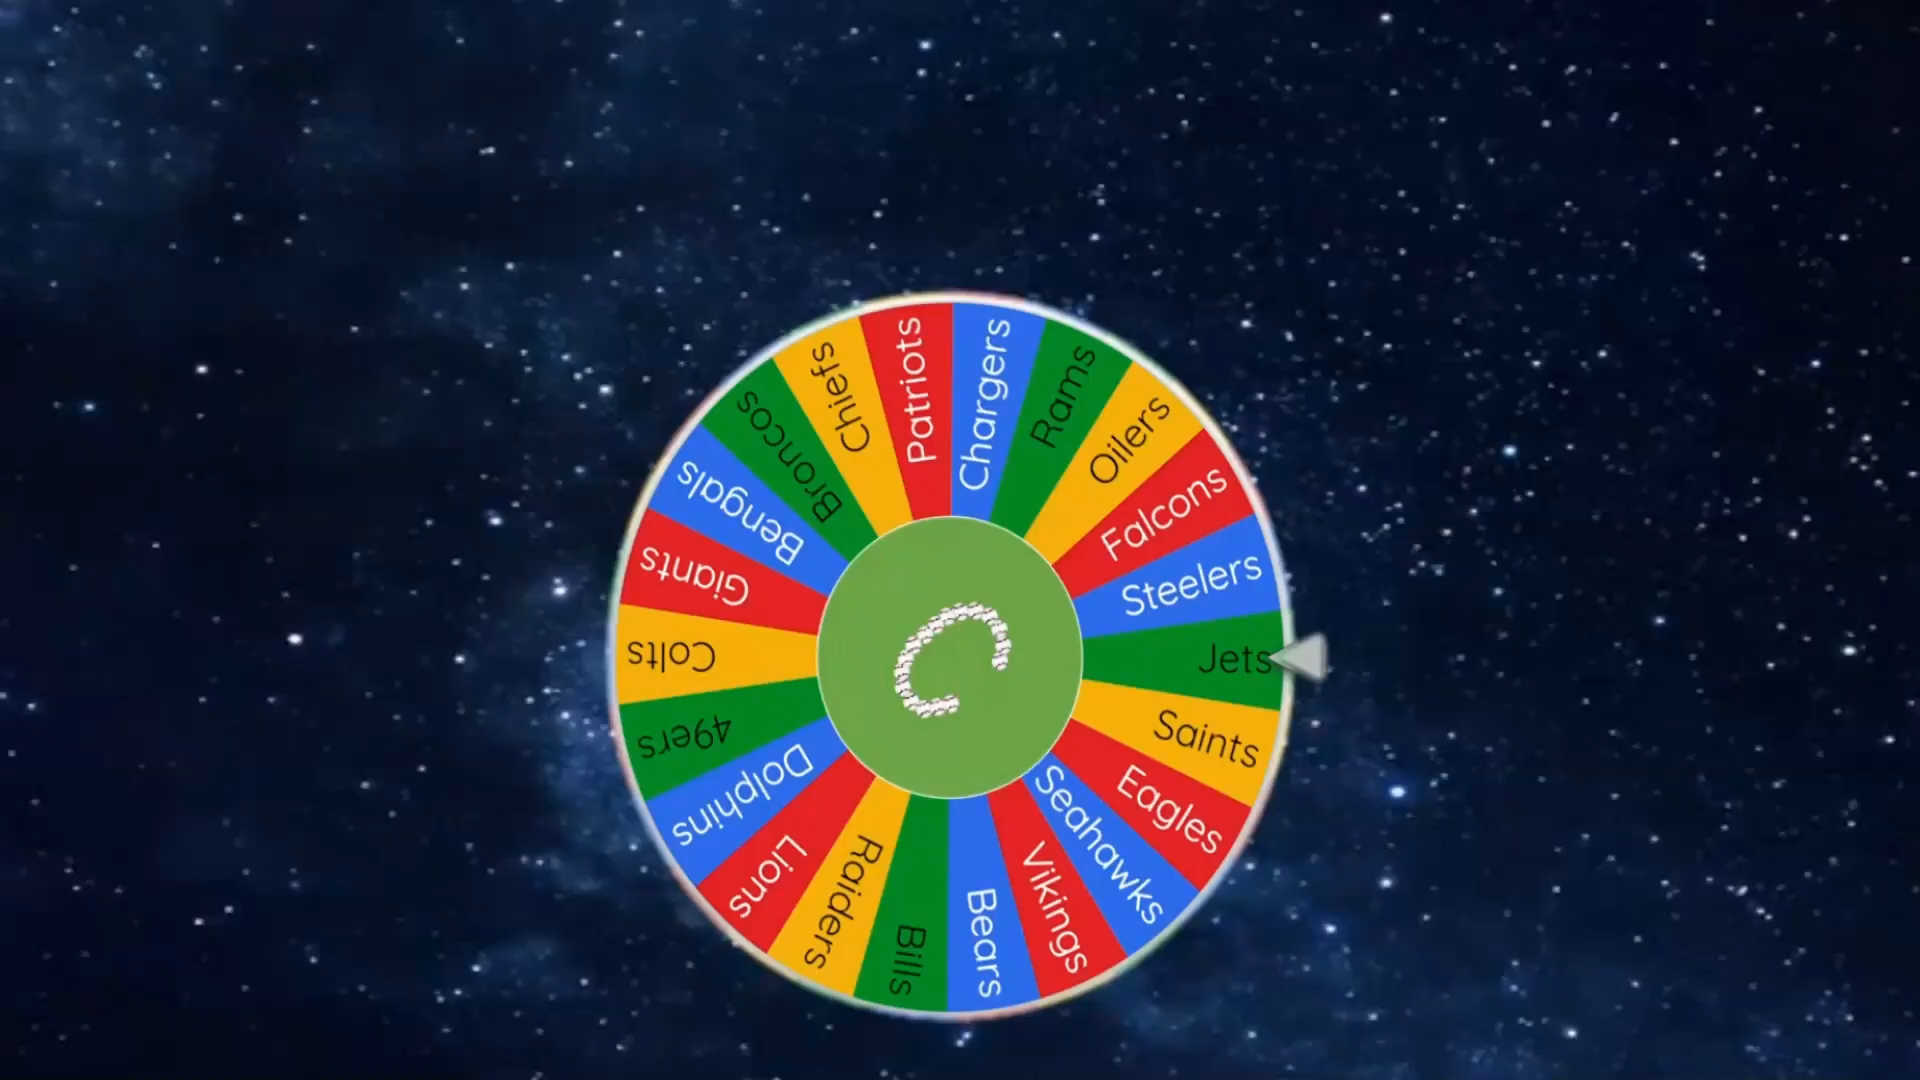 Patriots
Chargers
Rams
Oilers
Falcons
Steelers
Jets
Saints
Eagles
Seahawks
Vikings
Bears
Bills
Raiders
Lions
Dolphins
49ers
Colts
Giants
Bengals
Broncos
Chiefs
C